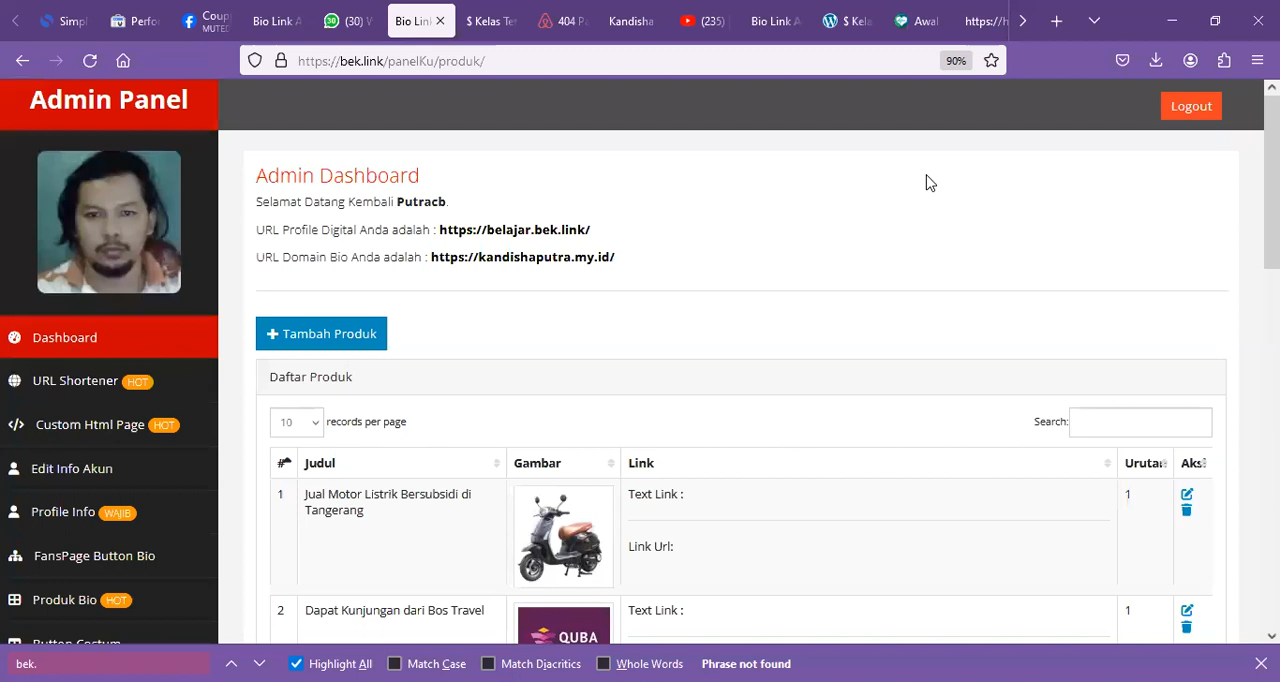 Simpl
Perfo
Coup
MUTED
Bio Link A
(30) V
Bio Lin
$ Kelas Te
404 P
Kandisha
(235)
Bio Link A
$ Kela
Awal
https://h
https://bek.link/panelKu/produk/
90%
Admin Panel
Logout
Admin Dashboard
Selamat Datang Kembali Putracb.
URL Profile Digital Anda adalah : https://belajar.bek.link/
URL Domain Bio Anda adalah : https://kandishaputra.my.id/
Dashboard
URL Shortener HOT
Custom Html Page HOT
Edit Info Akun
Profile Info WAJIB
FansPage Button Bio
Produk Bio HOT
Button Costum
Tambah Produk
Daftar Produk
10 records per page
Search:
# Judul Gambar Link Urutan Aksi
1 Jual Motor Listrik Bersubsidi di
Tangerang
Text Link :
Link Url:
1
2 Dapat Kunjungan dari Bos Travel
QUBA
Text Link :
1
bek.
Highlight All
Match Case
Match Diacritics
Whole Words
Phrase not found